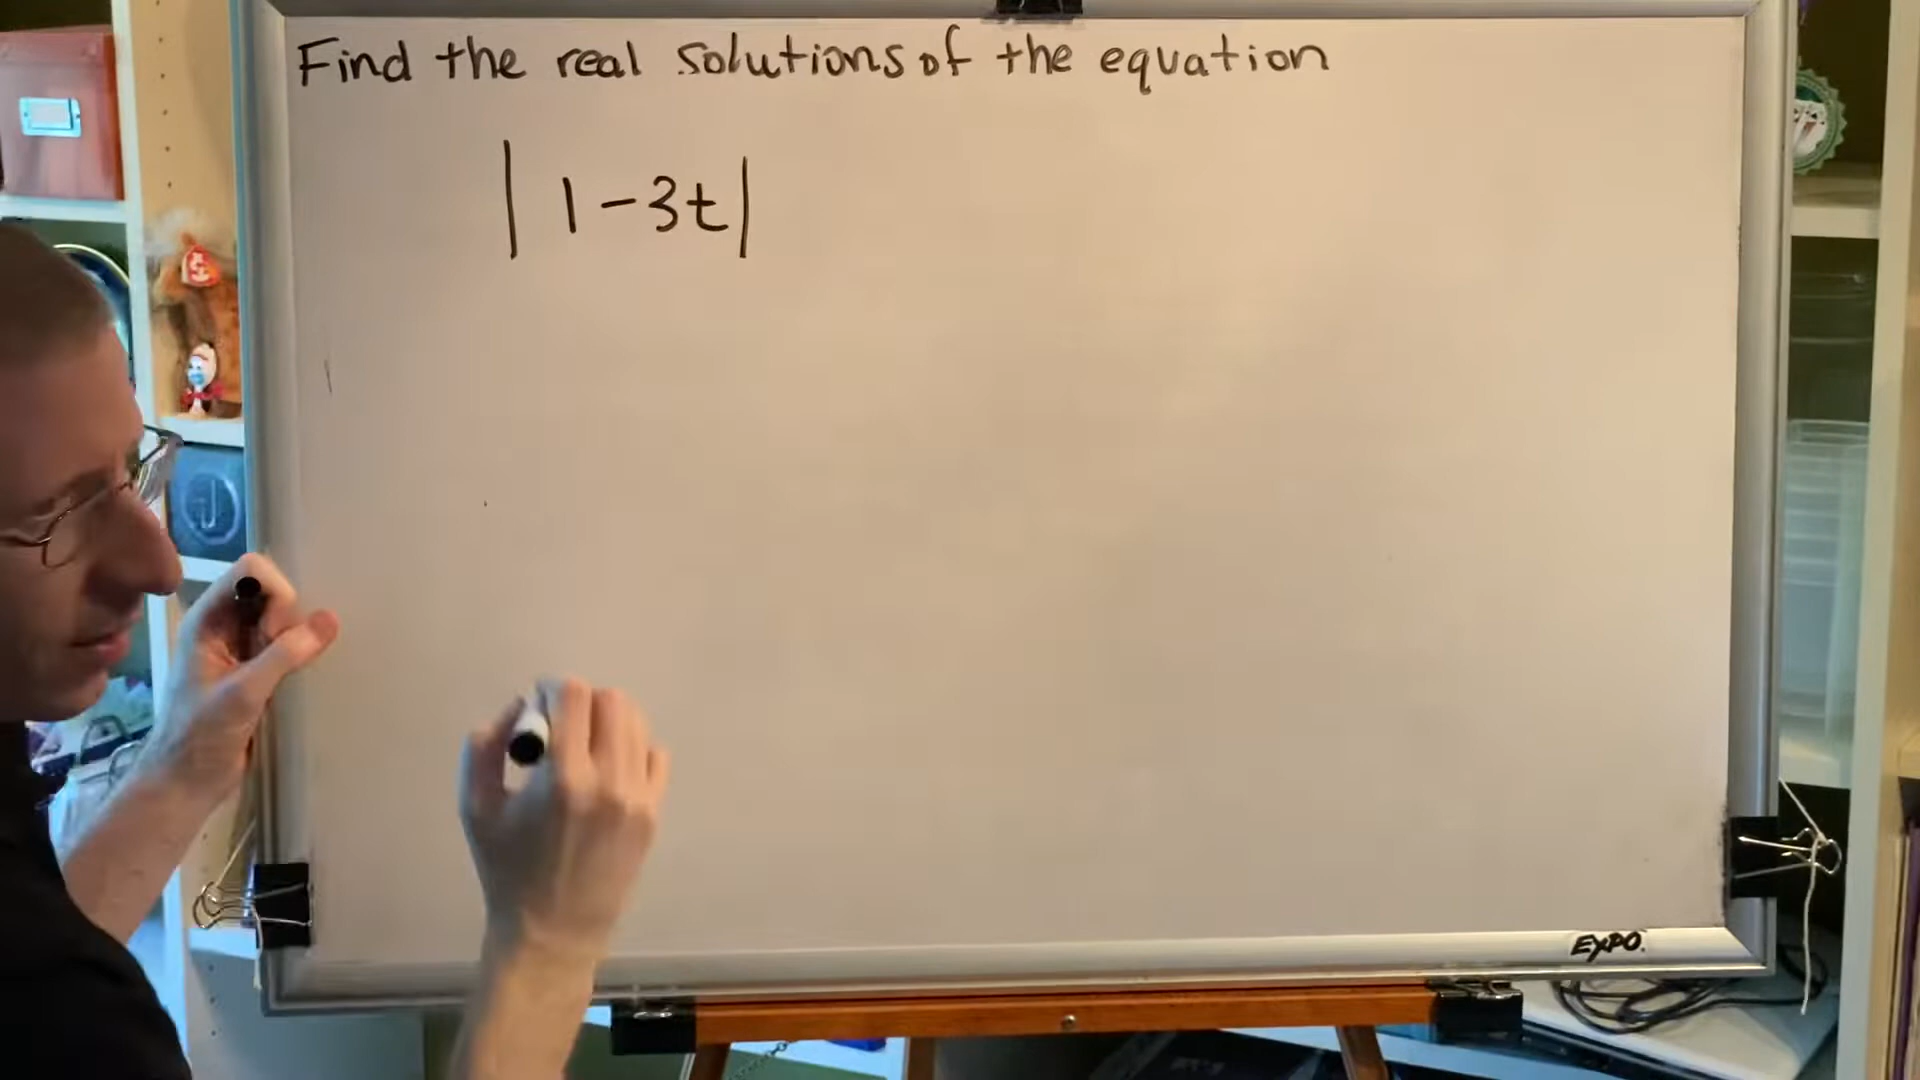 Find the real solutions of the equation
| 1-3t|
EXPO